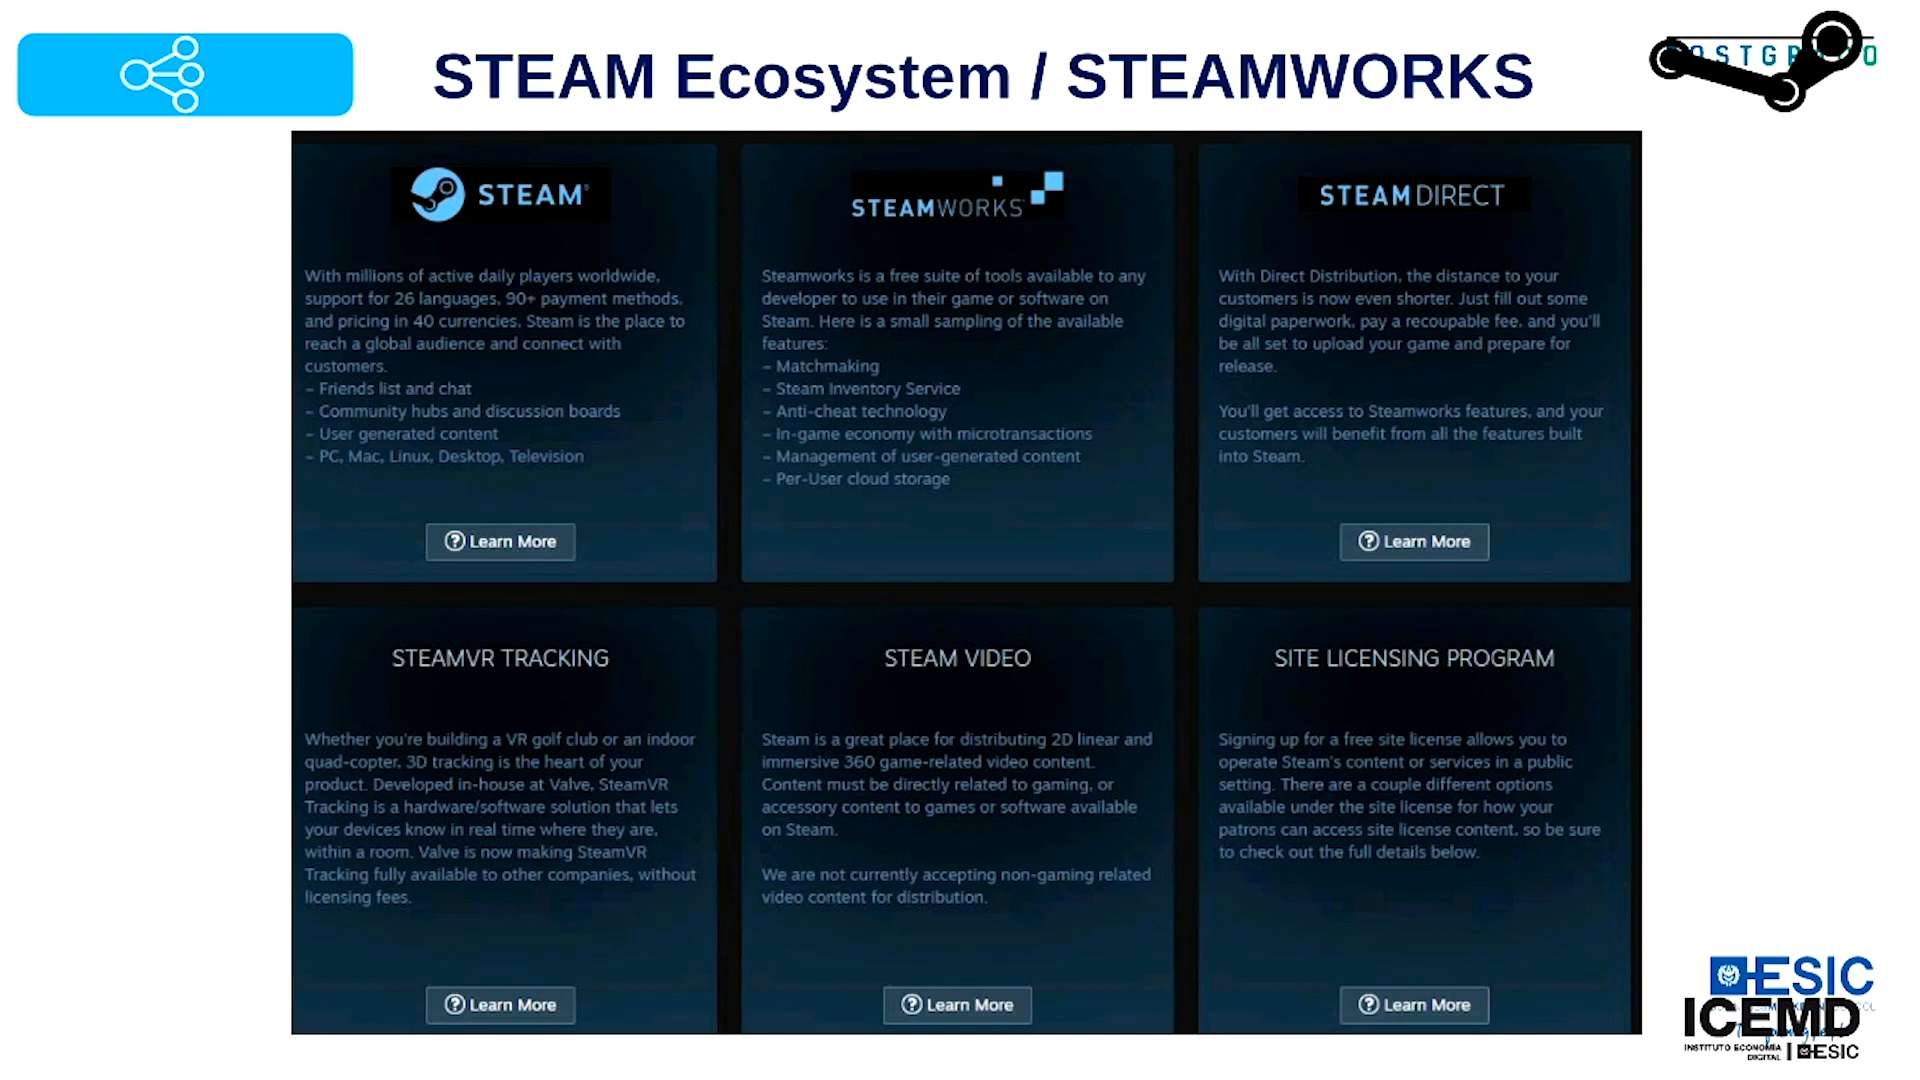 STEAM Ecosystem / STEAMWORKS
STEAM
With millions of active daily players worldwide,
support for 26 languages, 90+ payment methods,
and pricing in 40 currencies, Steam is the place to
reach a global audience and connect with
customers.
– Friends list and chat
– Community hubs and discussion boards
– User generated content
– PC, Mac, Linux, Desktop, Television
Learn More
STEAMWORKS
Steamworks is a free suite of tools available to any
developer to use in their game or software on
Steam. Here is a small sampling of the available
features:
– Matchmaking
– Steam Inventory Service
– Anti-cheat technology
– In-game economy with microtransactions
– Management of user-generated content
– Per-User cloud storage
STEAM DIRECT
With Direct Distribution, the distance to your
customers is now even shorter. Just fill out some
digital paperwork, pay a recoupable fee, and you'll
be all set to upload your game and prepare for
release.
You'll get access to Steamworks features, and your
customers will benefit from all the features built
into Steam.
Learn More
STEAMVR TRACKING
Whether you're building a VR golf club or an indoor
quad-copter, 3D tracking is the heart of your
product. Developed in-house at Valve, SteamVR
Tracking is a hardware/software solution that lets
your devices know in real time where they are,
within a room. Valve is now making SteamVR
Tracking fully available to other companies, without
licensing fees.
Learn More
STEAM VIDEO
Steam is a great place for distributing 2D linear and
immersive 360 game-related video content.
Content must be directly related to gaming, or
accessory content to games or software available
on Steam.
We are not currently accepting non-gaming related
video content for distribution.
Learn More
SITE LICENSING PROGRAM
Signing up for a free site license allows you to
operate Steam's content or services in a public
setting. There are a couple different options
available under the site license for how your
patrons can access site license content, so be sure
to check out the full details below.
Learn More
ESIC
ICEMD
INSTITUTO ECONOMÍA
DIGITAL | ESIC